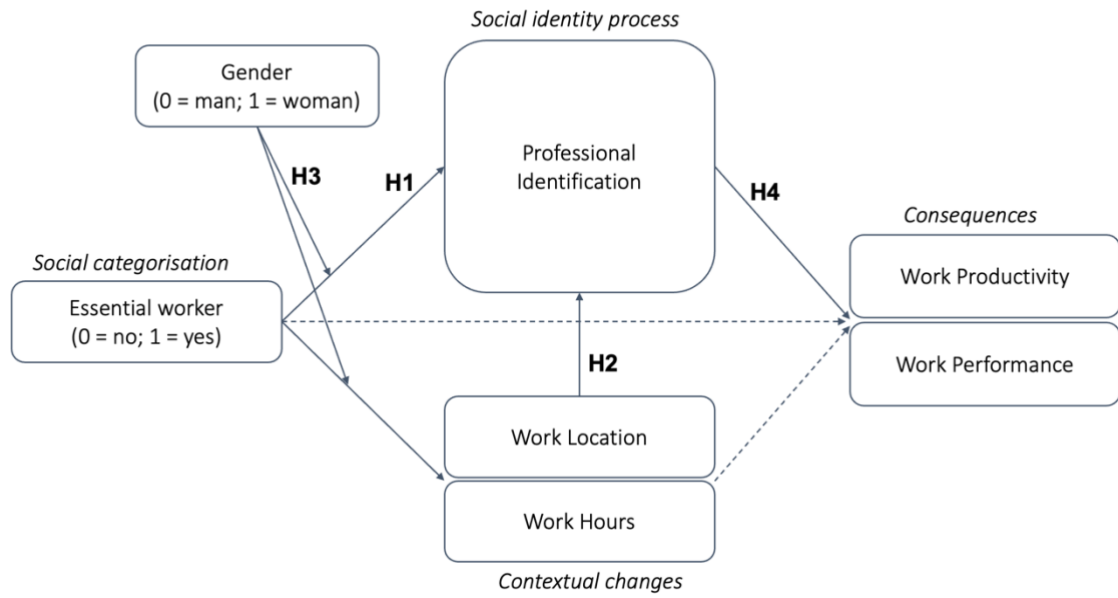 Social identity process
Gender
(0 = man; 1 = woman)
Professional
Identification
H3
H1
H4
Consequences
Work Productivity
Work Performance
Social categorisation
Essential worker
(0 = no; 1 = yes)
H2
Work Location
Work Hours
Contextual changes